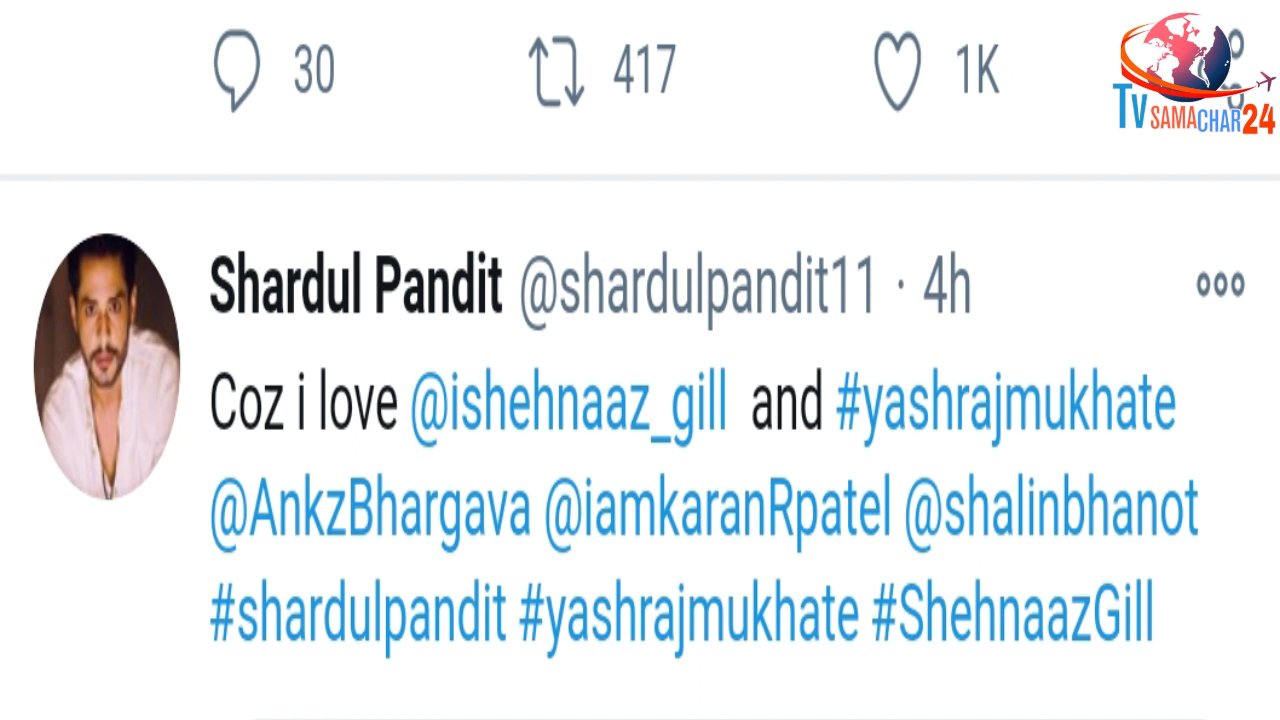 30 417 1K
TV SAMACHAR24
Shardul Pandit @shardulpandit11 · 4h
Coz i love @ishehnaaz_gill and #yashrajmukhate
@AnkzBhargava @iamkaranRpatel @shalinbhanot
#shardulpandit #yashrajmukhate #ShehnaazGill